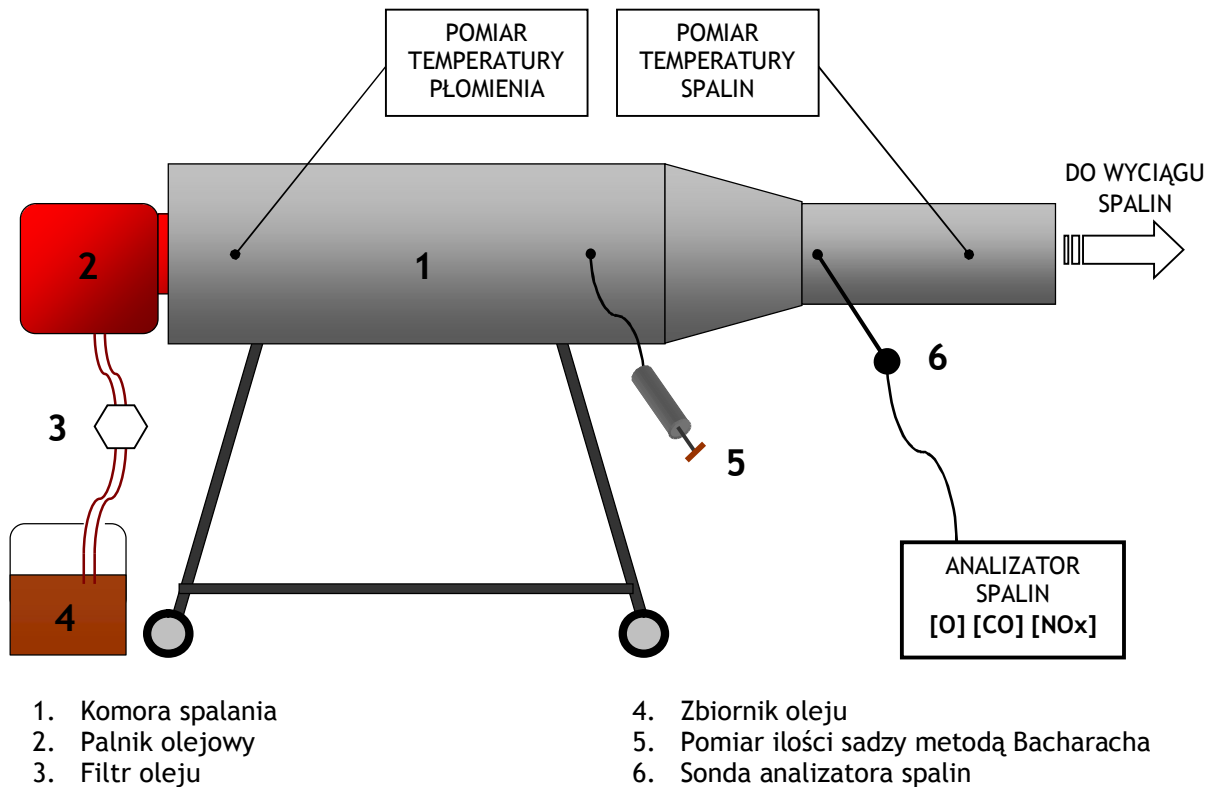 POMIAR
TEMPERATURY
PŁOMIENIA
POMIAR
TEMPERATURY
SPALIN
DO WYCIĄGU
SPALIN
2
1
6
3
5
4
ANALIZATOR
SPALIN
[O] [CO] [NOx]
1. Komora spalania
2. Palnik olejowy
3. Filtr oleju
4. Zbiornik oleju
5. Pomiar ilości sadzy metodą Bacharacha
6. Sonda analizatora spalin